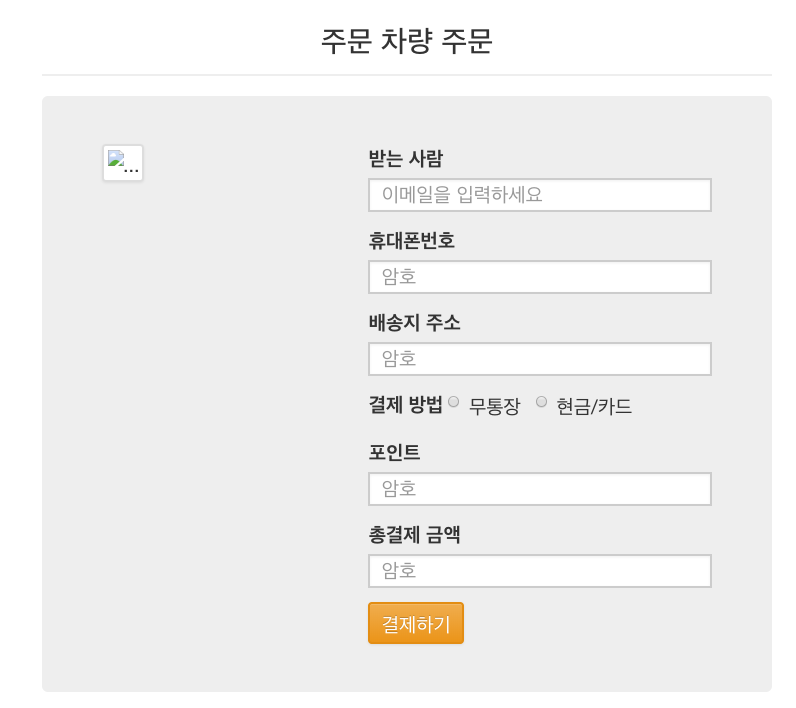 주문 차량 주문
...
받는 사람
이메일을 입력하세요
휴대폰번호
암호
배송지 주소
암호
결제 방법 무통장 현금/카드
포인트
암호
총결제 금액
암호
결제하기